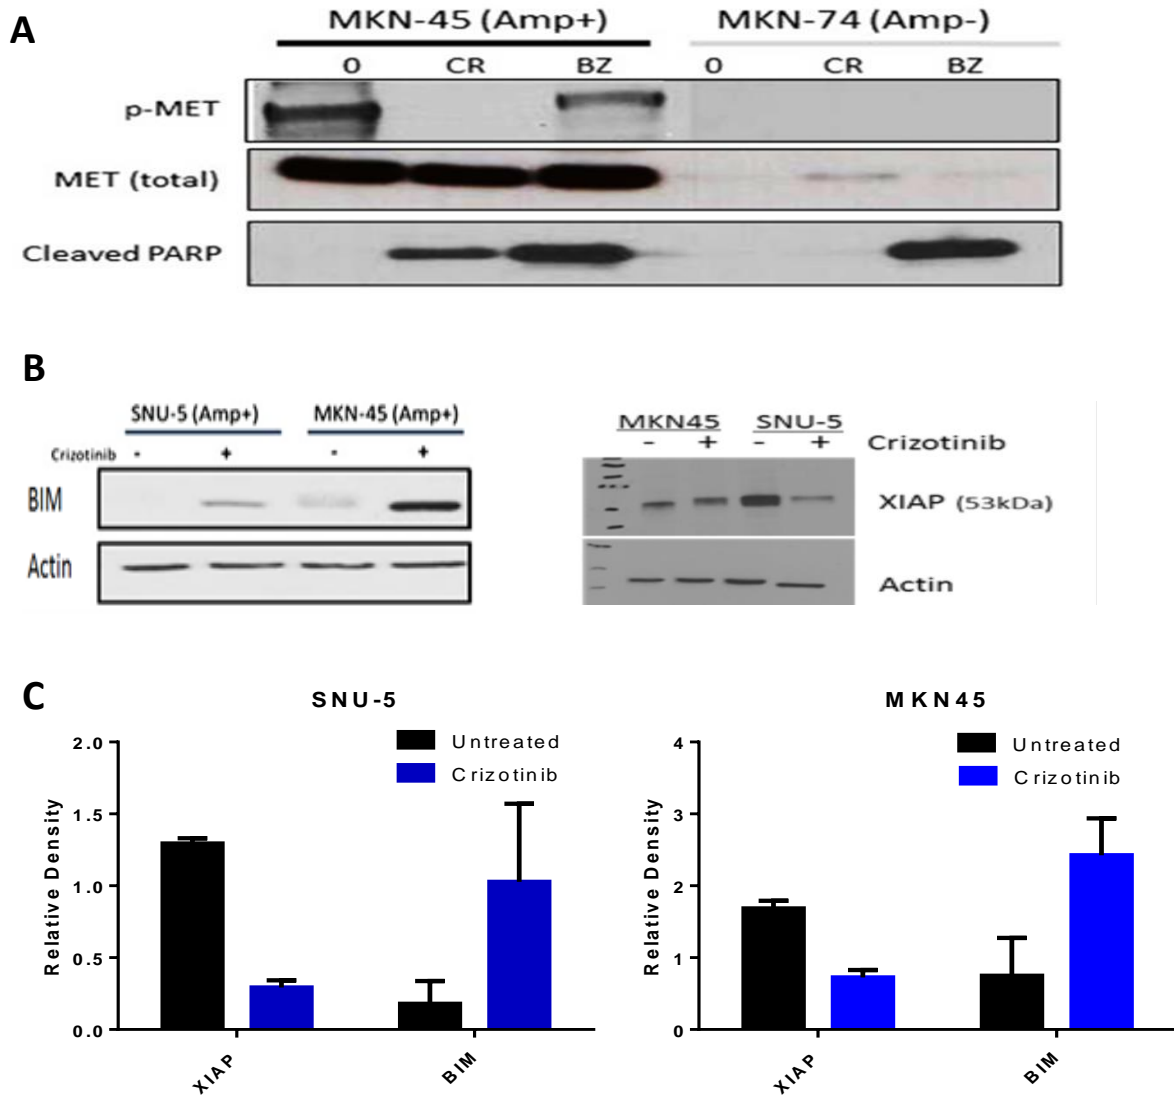 A
MKN-45 (Amp+) MKN-74 (Amp-)
0 CR BZ 0 CR BZ
p-MET
MET (total)
Cleaved PARP
B
SNU-5 (Amp+) MKN-45 (Amp+)
Crizotinib - + - +
BIM
Actin
MKN45 SNU-5
- + - + Crizotinib
XIAP (53kDa)
Actin
C
SNU-5
Untreated
Crizotinib
Relative Density
2.0
1.5
1.0
0.5
0.0
XIAP BIM
MKN45
Untreated
Crizotinib
Relative Density
4
3
2
1
0
XIAP BIM